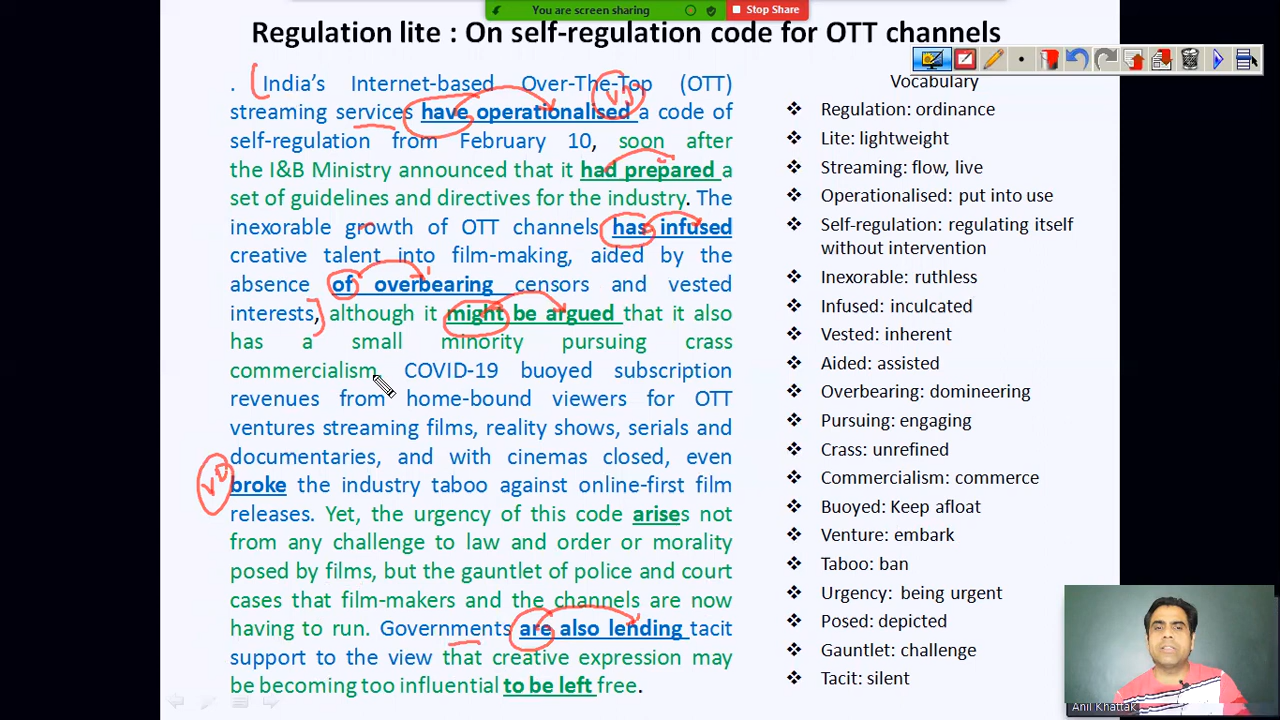 You are screen sharing
Stop Share
Regulation lite : On self-regulation code for OTT channels
. India's Internet-based Over-The-Top (OTT)
streaming services have operationalised a code of
self-regulation from February 10, soon after
the I&B Ministry announced that it had prepared a
set of guidelines and directives for the industry. The
inexorable growth of OTT channels has infused
creative talent into film-making, aided by the
absence of overbearing censors and vested
interests, although it might be argued that it also
has a small minority pursuing crass
commercialism. COVID-19 buoyed subscription
revenues from home-bound viewers for OTT
ventures streaming films, reality shows, serials and
documentaries, and with cinemas closed, even
broke the industry taboo against online-first film
releases. Yet, the urgency of this code arises not
from any challenge to law and order or morality
posed by films, but the gauntlet of police and court
cases that film-makers and the channels are now
having to run. Governments are also lending tacit
support to the view that creative expression may
be becoming too influential to be left free.
Vocabulary
Regulation: ordinance
Lite: lightweight
Streaming: flow, live
Operationalised: put into use
Self-regulation: regulating itself
without intervention
Inexorable: ruthless
Infused: inculcated
Vested: inherent
Aided: assisted
Overbearing: domineering
Pursuing: engaging
Crass: unrefined
Commercialism: commerce
Buoyed: Keep afloat
Venture: embark
Taboo: ban
Urgency: being urgent
Posed: depicted
Gauntlet: challenge
Tacit: silent
Anil Khattak